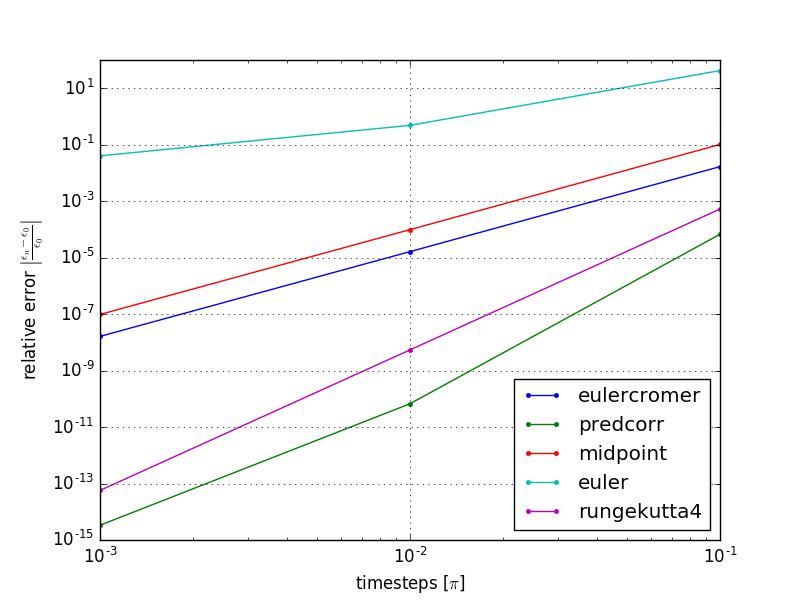 10^1
10^-1
10^-3
10^-5
10^-7
10^-9
10^-11
10^-13
10^-15
relative error |(ϵ_n − ϵ_0)/ϵ_0|
eulercromer
predcorr
midpoint
euler
rungekutta4
10^-3
10^-2
10^-1
timesteps [π]